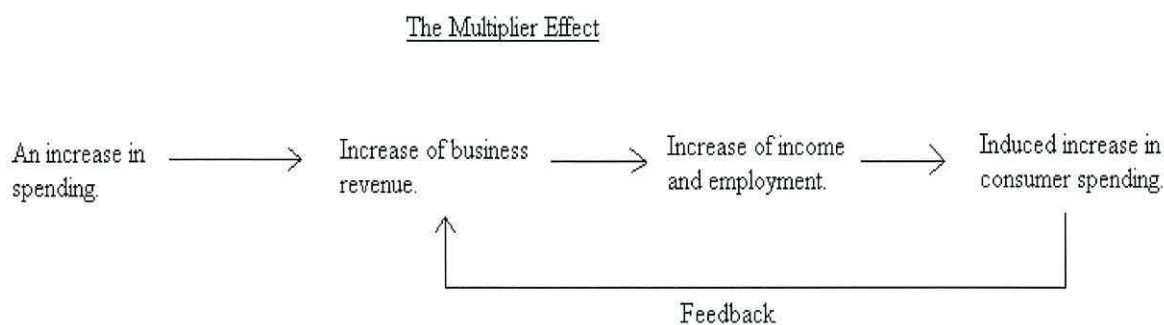 The Multiplier Effect
An increase in
spending.
Increase of business
revenue.
Increase of income
and employment.
Induced increase in
consumer spending.
Feedback